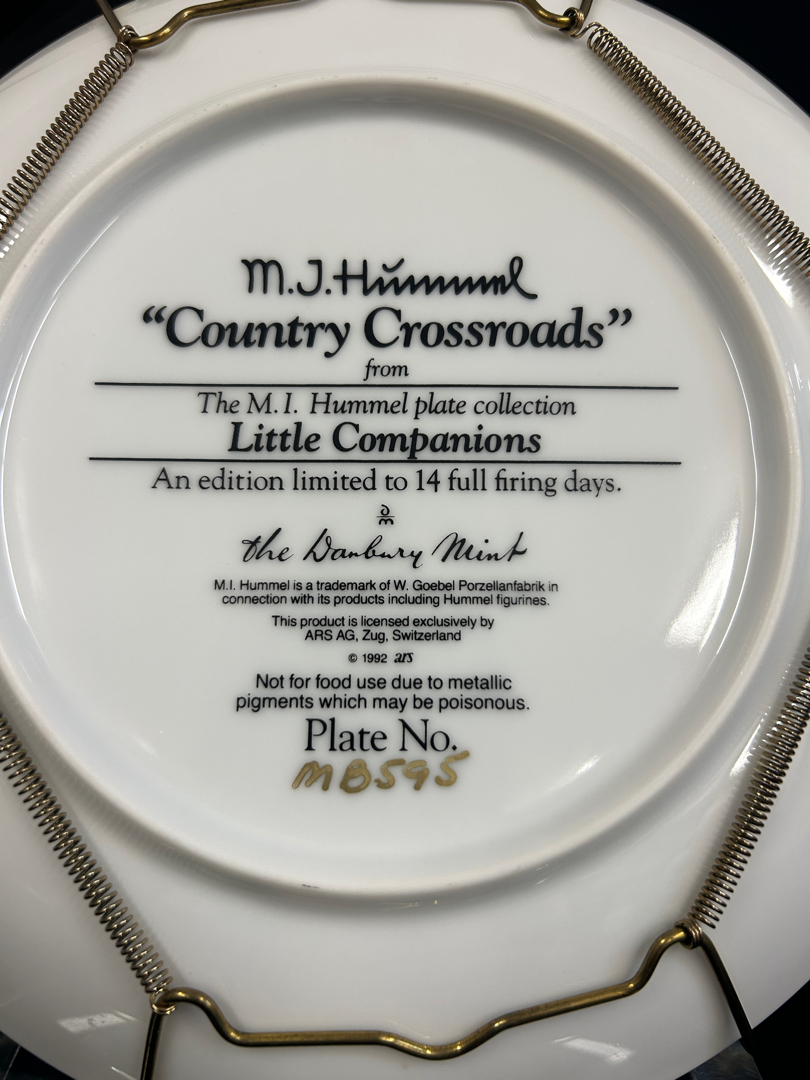 M.J. Hummel
“Country Crossroads”
from
The M.I. Hummel plate collection
Little Companions
An edition limited to 14 full firing days.
the Danbury Mint
M.I. Hummel is a trademark of W. Goebel Porzellanfabrik in
connection with its products including Hummel figurines.
This product is licensed exclusively by
ARS AG, Zug, Switzerland
© 1992 ars
Not for food use due to metallic
pigments which may be poisonous.
Plate No.
MB595